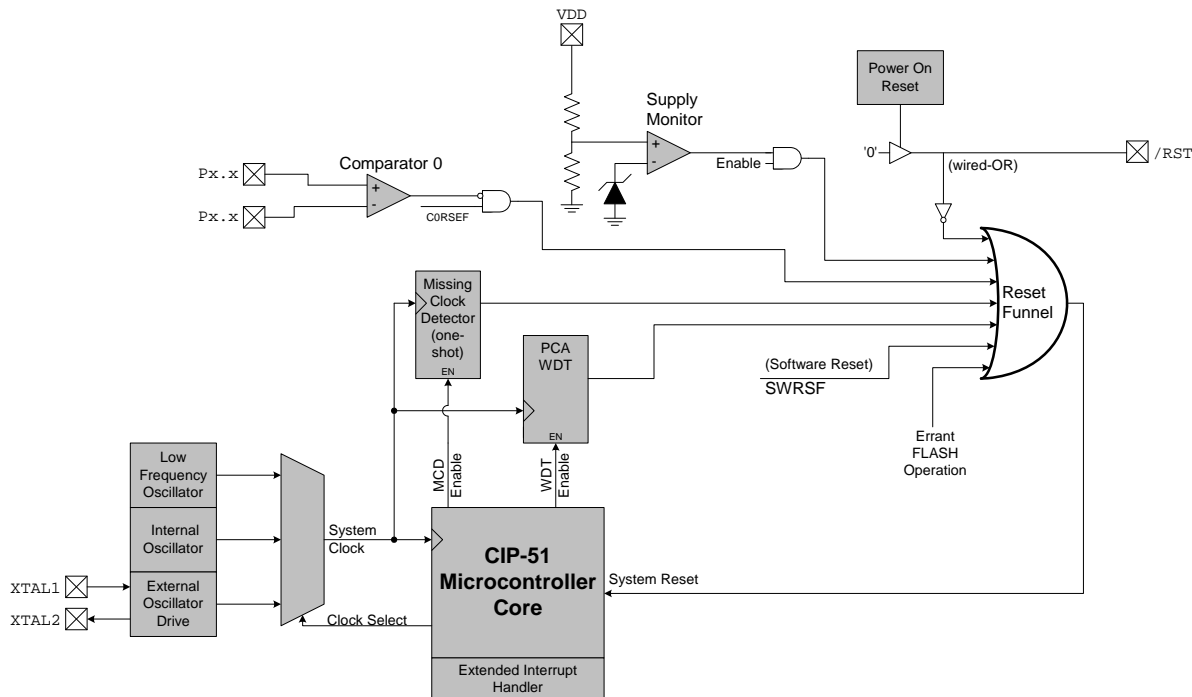 VDD
Power On
Reset
Supply
Monitor
+
-
Enable
'0'
(wired-OR)
/RST
Comparator 0
Px.x
Px.x
+
-
C0RSEF
Missing
Clock
Detector
(one-
shot)
EN
PCA
WDT
EN
Reset
Funnel
(Software Reset)
SWRSF
Errant
FLASH
Operation
MCD
Enable
WDT
Enable
Low
Frequency
Oscillator
Internal
Oscillator
External
Oscillator
Drive
XTAL1
XTAL2
System
Clock
Clock Select
CIP-51
Microcontroller
Core
System Reset
Extended Interrupt
Handler